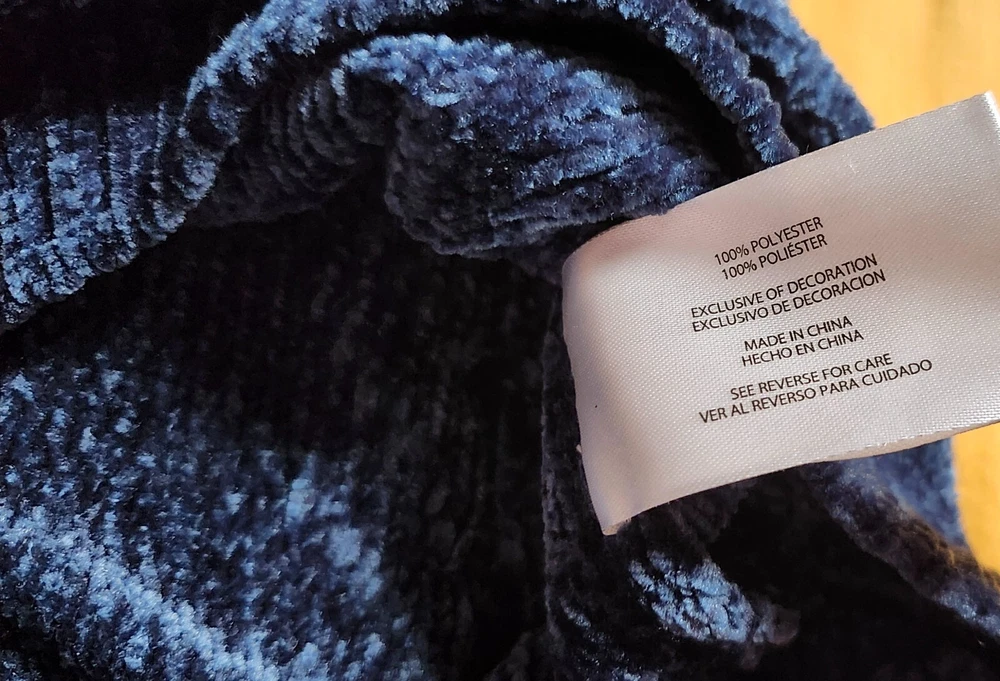 100% POLYESTER
100% POLIÉSTER
EXCLUSIVE OF DECORATION
EXCLUSIVO DE DECORACION
MADE IN CHINA
HECHO EN CHINA
SEE REVERSE FOR CARE
VER AL REVERSO PARA CUIDADO